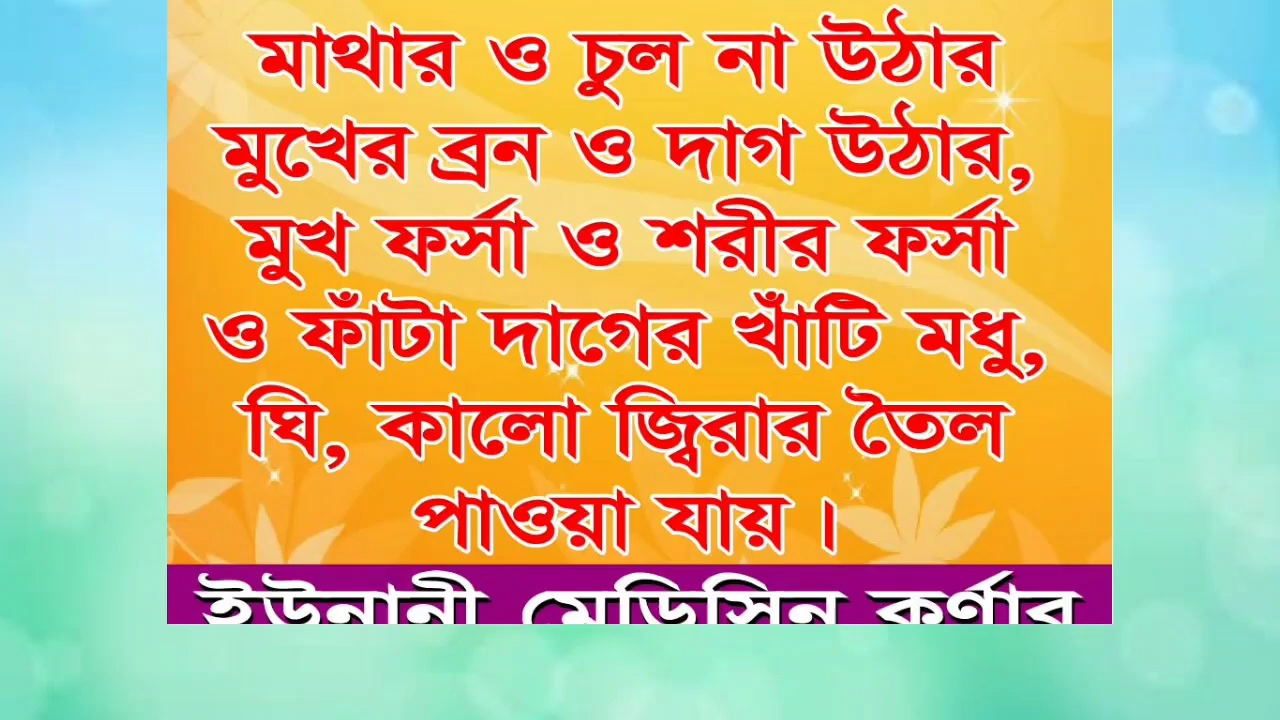 মাথার ও চুল না উঠার
মুখের ব্রন ও দাগ উঠার,
মুখ ফর্সা ও শরীর ফর্সা
ও ফাঁটা দাগের খাঁটি মধু,
ঘি, কালো জ্বিরার তৈল
পাওয়া যায় ।
ইউনানী মেডিসিন কর্ণার